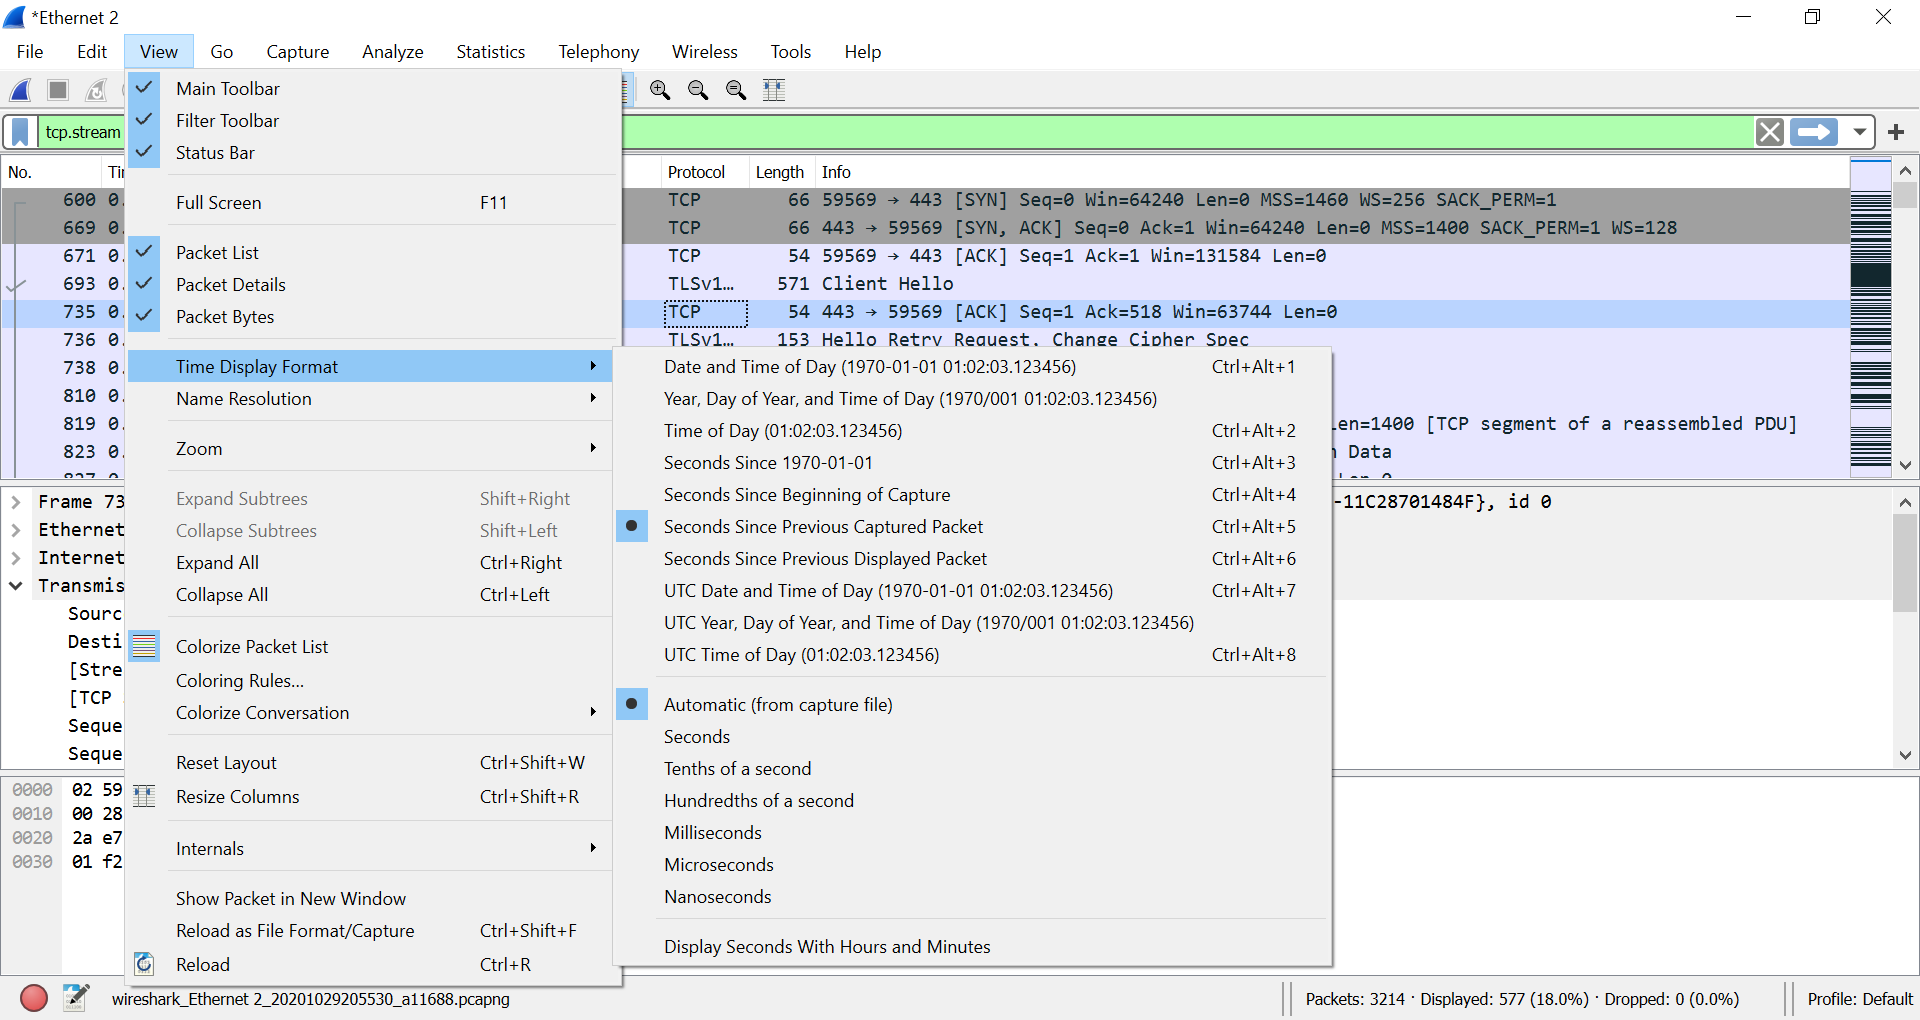 *Ethernet 2
File Edit View Go Capture Analyze Statistics Telephony Wireless Tools Help
tcp.stream
No. Protocol Length Info
600 0. TCP 66 59569 → 443 [SYN] Seq=0 Win=64240 Len=0 MSS=1460 WS=256 SACK_PERM=1
669 0. TCP 66 443 → 59569 [SYN, ACK] Seq=0 Ack=1 Win=64240 Len=0 MSS=1400 SACK_PERM=1 WS=128
671 0. TCP 54 59569 → 443 [ACK] Seq=1 Ack=1 Win=131584 Len=0
693 0. TLSv1… 571 Client Hello
735 0. TCP 54 443 → 59569 [ACK] Seq=1 Ack=518 Win=63744 Len=0
736 0. TLSv1… 153 Hello Retry Request, Change Cipher Spec
738 0.
810 0.
819 0. Len=1400 [TCP segment of a reassembled PDU]
823 0. Data
Main Toolbar
Filter Toolbar
Status Bar
Full Screen F11
Packet List
Packet Details
Packet Bytes
Time Display Format
Name Resolution
Zoom
Expand Subtrees Shift+Right
Collapse Subtrees Shift+Left
Expand All Ctrl+Right
Collapse All Ctrl+Left
Colorize Packet List
Coloring Rules...
Colorize Conversation
Reset Layout Ctrl+Shift+W
Resize Columns Ctrl+Shift+R
Internals
Show Packet in New Window
Reload as File Format/Capture Ctrl+Shift+F
Reload Ctrl+R
Date and Time of Day (1970-01-01 01:02:03.123456) Ctrl+Alt+1
Year, Day of Year, and Time of Day (1970/001 01:02:03.123456)
Time of Day (01:02:03.123456) Ctrl+Alt+2
Seconds Since 1970-01-01 Ctrl+Alt+3
Seconds Since Beginning of Capture Ctrl+Alt+4
Seconds Since Previous Captured Packet Ctrl+Alt+5
Seconds Since Previous Displayed Packet Ctrl+Alt+6
UTC Date and Time of Day (1970-01-01 01:02:03.123456) Ctrl+Alt+7
UTC Year, Day of Year, and Time of Day (1970/001 01:02:03.123456)
UTC Time of Day (01:02:03.123456) Ctrl+Alt+8
Automatic (from capture file)
Seconds
Tenths of a second
Hundredths of a second
Milliseconds
Microseconds
Nanoseconds
Display Seconds With Hours and Minutes
Frame 73 -11C28701484F}, id 0
Ethernet
Internet
Transmis
Sourc
Desti
[Stre
[TCP
Seque
Seque
0000 02 59
0010 00 28
0020 2a e7
0030 01 f2
wireshark_Ethernet 2_20201029205530_a11688.pcapng Packets: 3214 · Displayed: 577 (18.0%) · Dropped: 0 (0.0%) Profile: Default